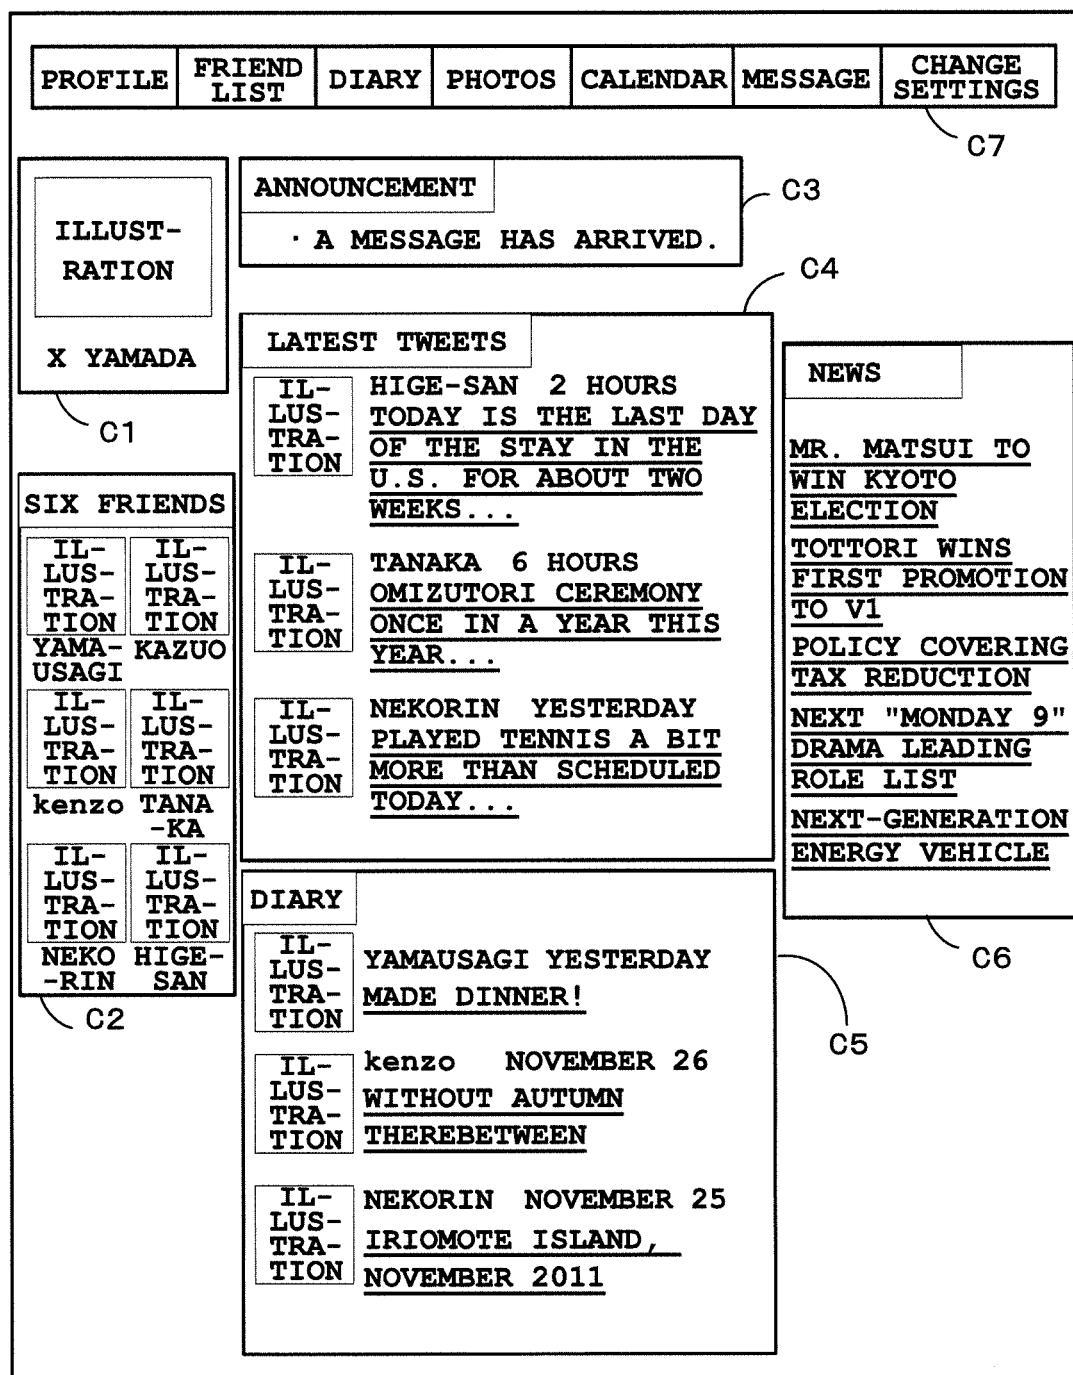 PROFILE
FRIEND
LIST
DIARY
PHOTOS
CALENDAR
MESSAGE
CHANGE
SETTINGS
C7
ILLUST-
RATION
X YAMADA
C1
ANNOUNCEMENT
· A MESSAGE HAS ARRIVED.
C3
C4
LATEST TWEETS
IL-
LUS-
TRA-
TION
HIGE-SAN 2 HOURS
TODAY IS THE LAST DAY
OF THE STAY IN THE
U.S. FOR ABOUT TWO
WEEKS...
IL-
LUS-
TRA-
TION
TANAKA 6 HOURS
OMIZUTORI CEREMONY
ONCE IN A YEAR THIS
YEAR...
IL-
LUS-
TRA-
TION
NEKORIN YESTERDAY
PLAYED TENNIS A BIT
MORE THAN SCHEDULED
TODAY...
NEWS
MR. MATSUI TO
WIN KYOTO
ELECTION
TOTTORI WINS
FIRST PROMOTION
TO V1
POLICY COVERING
TAX REDUCTION
NEXT "MONDAY 9"
DRAMA LEADING
ROLE LIST
NEXT-GENERATION
ENERGY VEHICLE
C6
SIX FRIENDS
IL-
LUS-
TRA-
TION
YAMA-
USAGI
IL-
LUS-
TRA-
TION
KAZUO
IL-
LUS-
TRA-
TION
kenzo
IL-
LUS-
TRA-
TION
TANA
-KA
IL-
LUS-
TRA-
TION
NEKO
-RIN
IL-
LUS-
TRA-
TION
HIGE-
SAN
C2
DIARY
IL-
LUS-
TRA-
TION
YAMAUSAGI YESTERDAY
MADE DINNER!
IL-
LUS-
TRA-
TION
kenzo NOVEMBER 26
WITHOUT AUTUMN
THEREBETWEEN
IL-
LUS-
TRA-
TION
NEKORIN NOVEMBER 25
IRIOMOTE ISLAND,
NOVEMBER 2011
C5